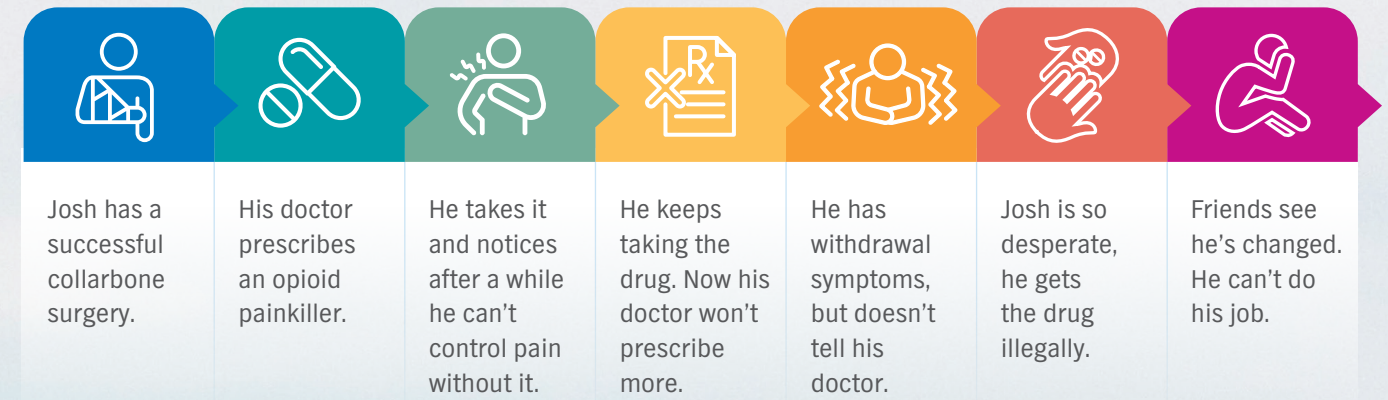 Rx
Josh has a
successful
collarbone
surgery.
His doctor
prescribes
an opioid
painkiller.
He takes it
and notices
after a while
he can't
control pain
without it.
He keeps
taking the
drug. Now his
doctor won't
prescribe
more.
He has
withdrawal
symptoms,
but doesn't
tell his
doctor.
Josh is so
desperate,
he gets
the drug
illegally.
Friends see
he's changed.
He can't do
his job.